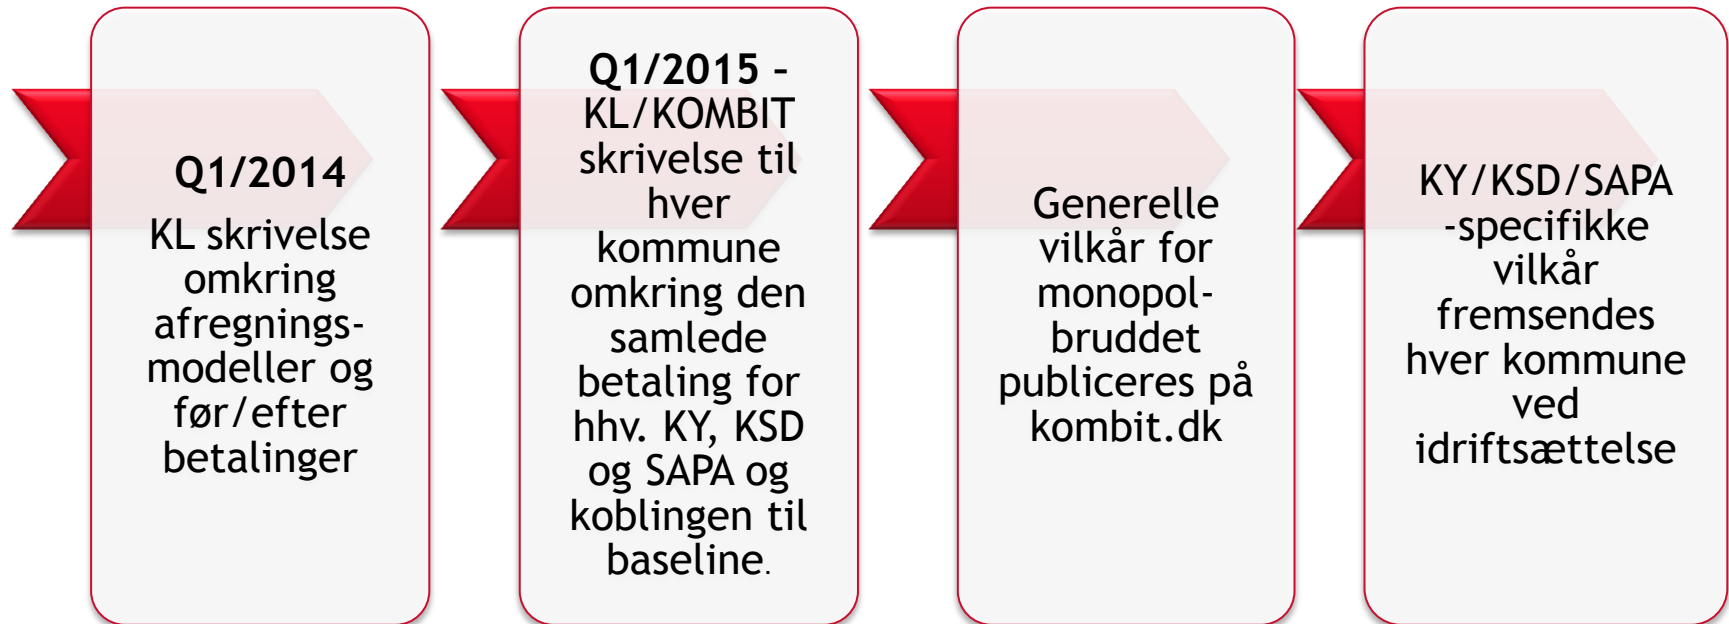 Q1/2014
KL skrivelse
omkring
afregnings-
modeller og
før/efter
betalinger
Q1/2015 –
KL/KOMBIT
skrivelse til
hver
kommune
omkring den
samlede
betaling for
hhv. KY, KSD
og SAPA og
koblingen til
baseline.
Generelle
vilkår for
monopol-
bruddet
publiceres på
kombit.dk
KY/KSD/SAPA
-specifikke
vilkår
fremsendes
hver kommune
ved
idriftsættelse